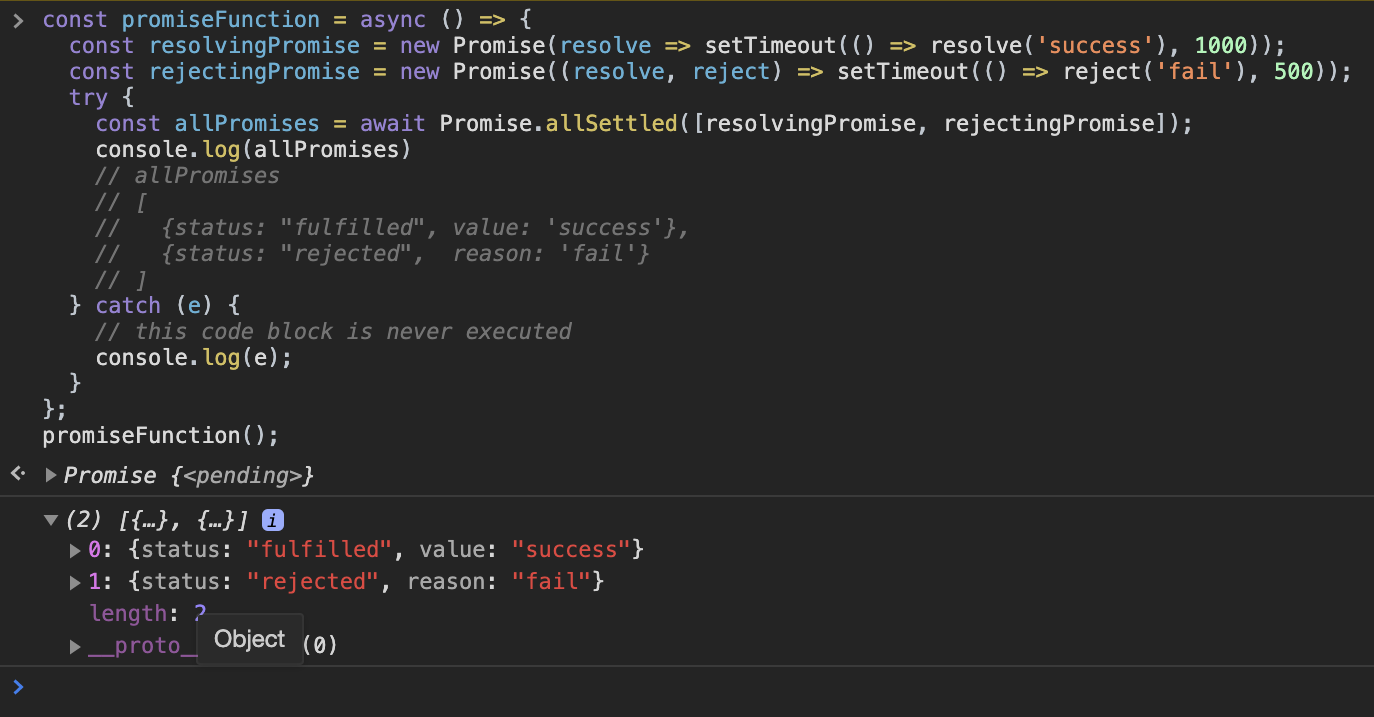 > const promiseFunction = async () => {
const resolvingPromise = new Promise(resolve => setTimeout(() => resolve('success'), 1000));
const rejectingPromise = new Promise((resolve, reject) => setTimeout(() => reject('fail'), 500));
try {
const allPromises = await Promise.allSettled([resolvingPromise, rejectingPromise]);
console.log(allPromises)
// allPromises
// [
//   {status: "fulfilled", value: 'success'},
//   {status: "rejected",  reason: 'fail'}
// ]
} catch (e) {
// this code block is never executed
console.log(e);
}
};
promiseFunction();
Promise {<pending>}
(2) [{…}, {…}] i
0: {status: "fulfilled", value: "success"}
1: {status: "rejected", reason: "fail"}
length: 2
__proto__
Object
(0)
>